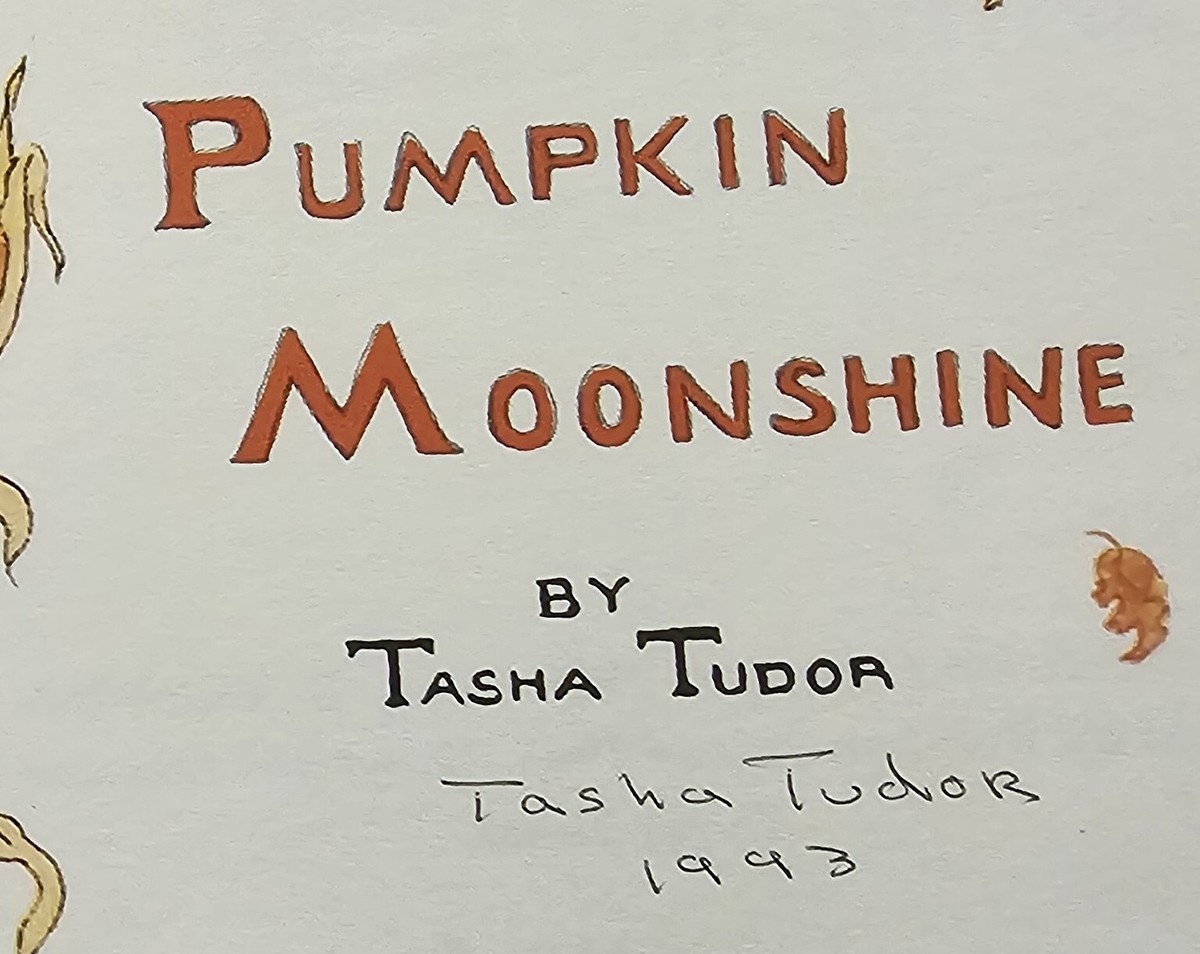 PUMPKIN
MOONSHINE
BY
TASHA TUDOR
Tasha Tudor
1993